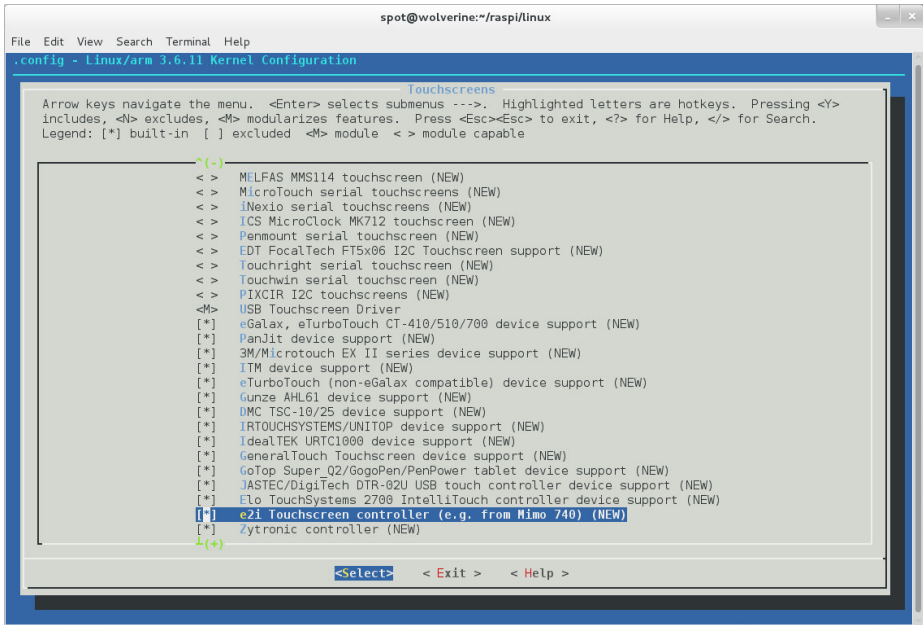 spot@wolverine:~/raspi/linux
File Edit View Search Terminal Help
.config - Linux/arm 3.6.11 Kernel Configuration
Touchscreens
Arrow keys navigate the menu. <Enter> selects submenus --->. Highlighted letters are hotkeys. Pressing <Y>
includes, <N> excludes, <M> modularizes features. Press <Esc><Esc> to exit, <?> for Help, </> for Search.
Legend: [*] built-in [ ] excluded <M> module < > module capable
^(-)
< > MELFAS MMS114 touchscreen (NEW)
< > MicroTouch serial touchscreens (NEW)
< > iNexio serial touchscreens (NEW)
< > ICS MicroClock MK712 touchscreen (NEW)
< > Penmount serial touchscreen (NEW)
< > EDT FocalTech FT5x06 I2C Touchscreen support (NEW)
< > Touchright serial touchscreen (NEW)
< > Touchwin serial touchscreen (NEW)
< > PIXCIR I2C touchscreens (NEW)
<M> USB Touchscreen Driver
[*] eGalax, eTurboTouch CT-410/510/700 device support (NEW)
[*] PanJit device support (NEW)
[*] 3M/Microtouch EX II series device support (NEW)
[*] ITM device support (NEW)
[*] eTurboTouch (non-eGalax compatible) device support (NEW)
[*] Gunze AHL61 device support (NEW)
[*] DMC TSC-10/25 device support (NEW)
[*] IRTOUCHSYSTEMS/UNITOP device support (NEW)
[*] IdealTEK URTC1000 device support (NEW)
[*] GeneralTouch Touchscreen device support (NEW)
[*] GoTop Super_Q2/GogoPen/PenPower tablet device support (NEW)
[*] JASTEC/DigiTech DTR-02U USB touch controller device support (NEW)
[*] Elo TouchSystems 2700 IntelliTouch controller device support (NEW)
[*] e2i Touchscreen controller (e.g. from Mimo 740) (NEW)
[*] Zytronic controller (NEW)
┴(+)
<Select> < Exit > < Help >